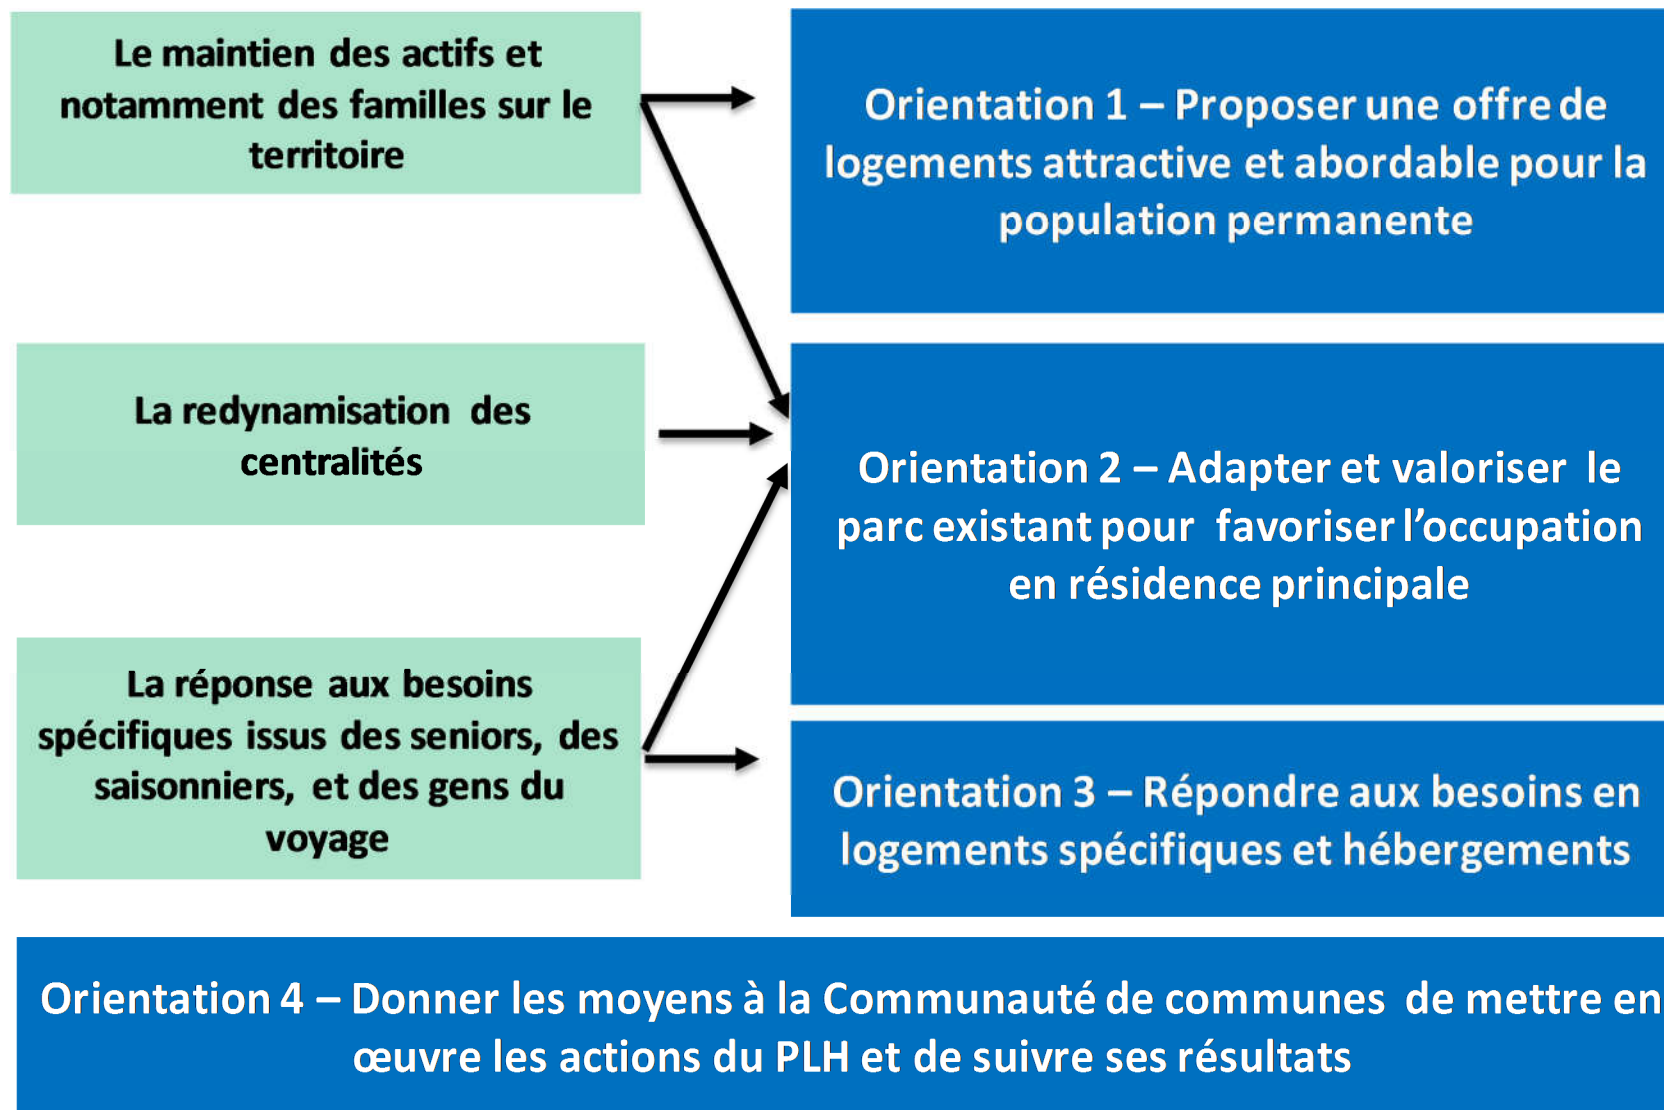 Le maintien des actifs et
notamment des familles sur le
territoire
Orientation 1 – Proposer une offre de
logements attractive et abordable pour la
population permanente
La redynamisation des
centralités
Orientation 2 – Adapter et valoriser le
parc existant pour favoriser l’occupation
en résidence principale
La réponse aux besoins
spécifiques issus des seniors, des
saisonniers, et des gens du
voyage
Orientation 3 – Répondre aux besoins en
logements spécifiques et hébergements
Orientation 4 – Donner les moyens à la Communauté de communes de mettre en
œuvre les actions du PLH et de suivre ses résultats